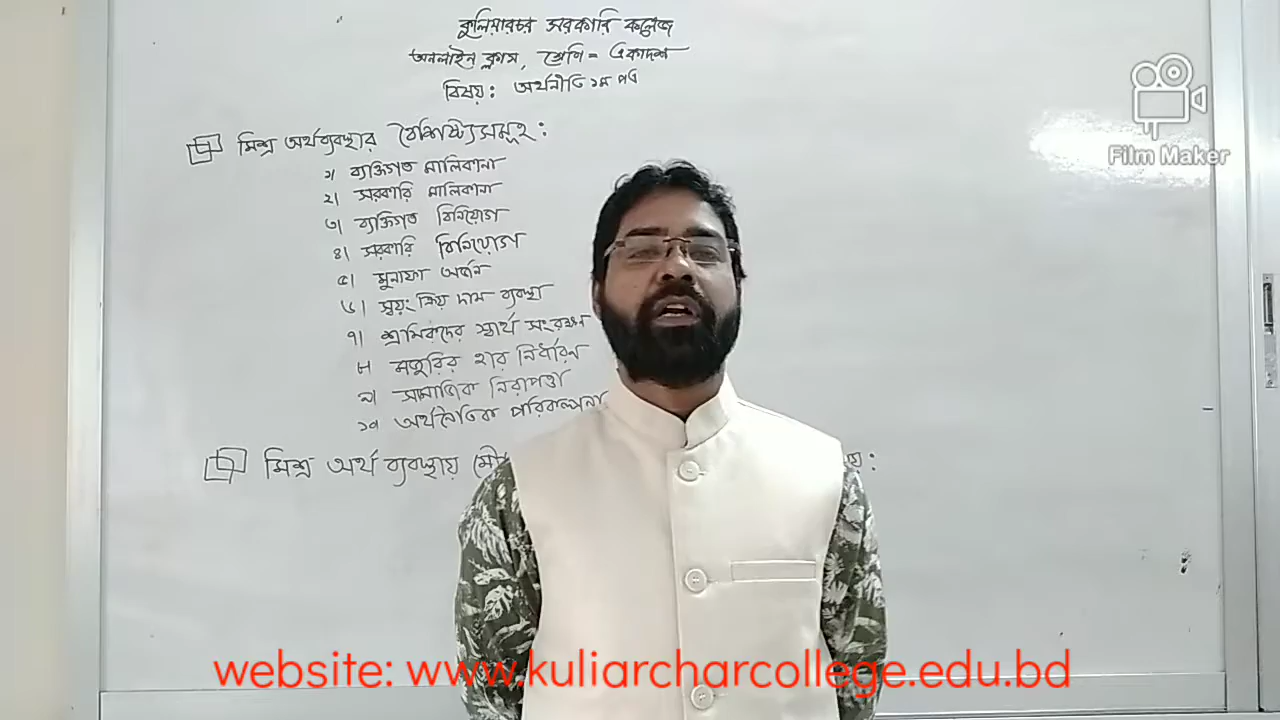 কুলিয়ারচর সরকারি কলেজ
অনলাইন ক্লাস, শ্রেণি = একাদশ
বিষয়: অর্থনীতি ১ম পত্র
মিশ্র অর্থব্যবস্থার বৈশিষ্ট্যসমূহ:
১। ব্যক্তিগত মালিকানা
২। সরকারি মালিকানা
৩। ব্যক্তিগত বিনিয়োগ
৪। সরকারি বিনিয়োগ
৫। মুনাফা অর্জন
৬। স্বয়ংক্রিয় দাম ব্যবস্থা
৭। শ্রমিকদের স্বার্থ সংরক্ষণ
৮। মজুরির হার নির্ধারণ
৯। সামাজিক নিরাপত্তা
১০। অর্থনৈতিক পরিকল্পনা
মিশ্র অর্থ ব্যবস্থায়
Film Maker
website: www.kuliarcharcollege.edu.bd